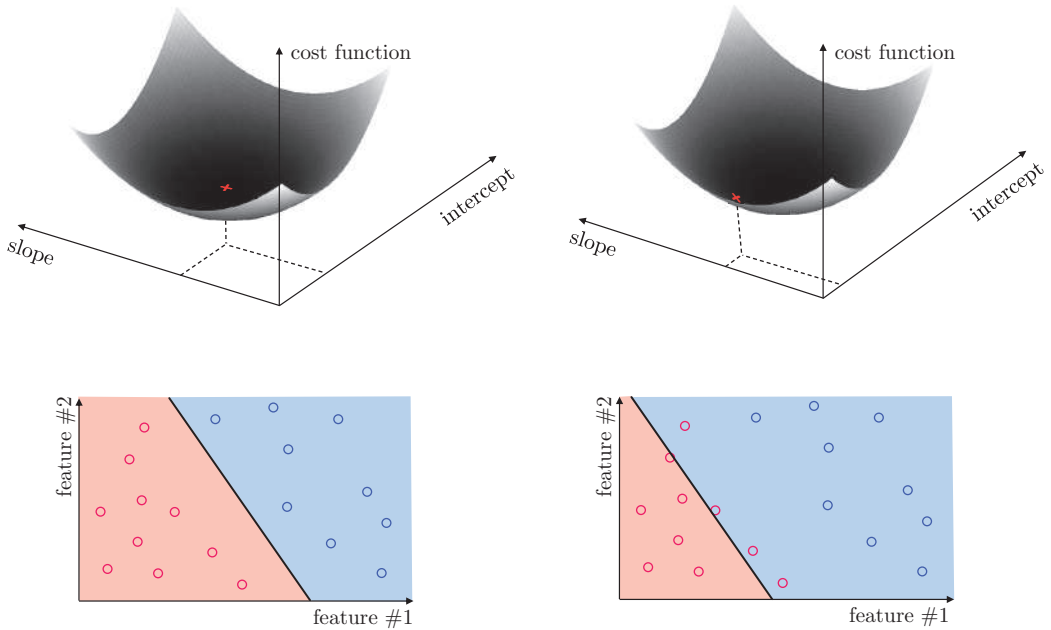 cost function
intercept
slope
cost function
intercept
slope
feature #2
feature #1
feature #2
feature #1